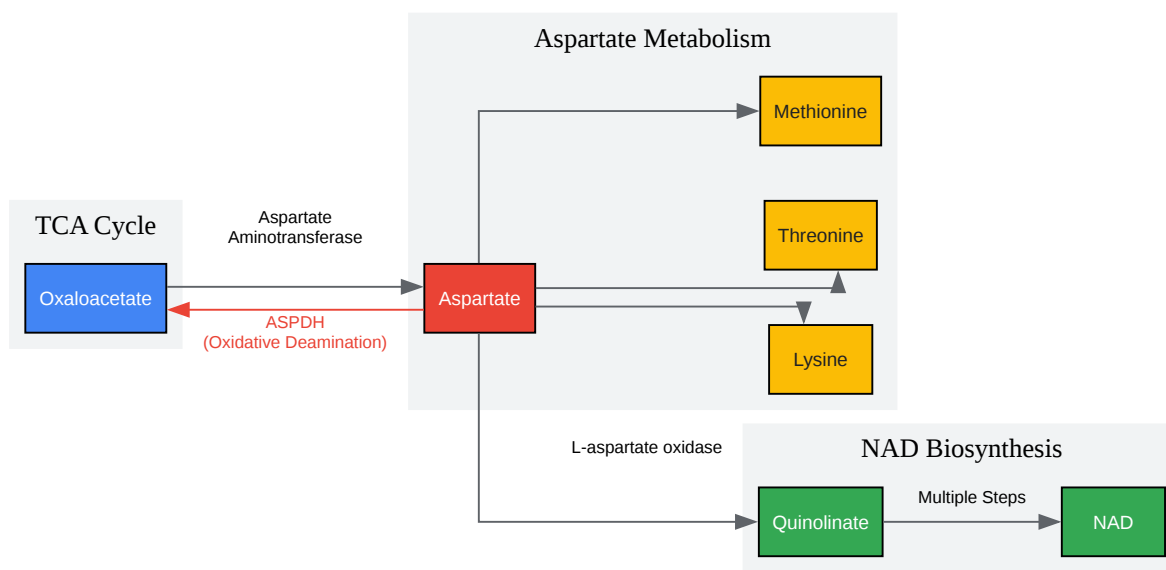 Aspartate Metabolism
Methionine
TCA Cycle
Aspartate
Aminotransferase
Threonine
Oxaloacetate
Aspartate
ASPDH
(Oxidative Deamination)
Lysine
L-aspartate oxidase
NAD Biosynthesis
Quinolinate
Multiple Steps
NAD